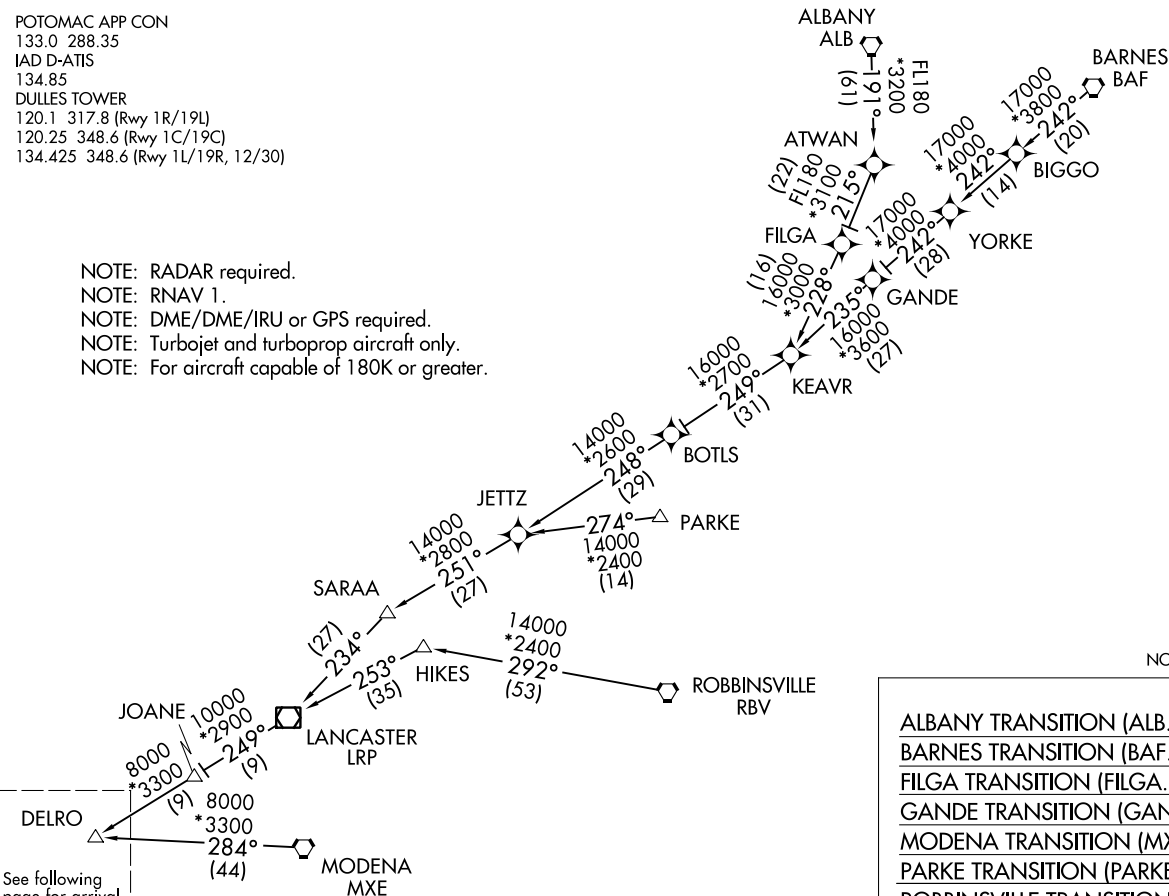 POTOMAC APP CON
133.0 288.35
IAD D-ATIS
134.85
DULLES TOWER
120.1 317.8 (Rwy 1R/19L)
120.25 348.6 (Rwy 1C/19C)
134.425 348.6 (Rwy 1L/19R, 12/30)
NOTE: RADAR required.
NOTE: RNAV 1.
NOTE: DME/DME/IRU or GPS required.
NOTE: Turbojet and turboprop aircraft only.
NOTE: For aircraft capable of 180K or greater.
ALBANY
ALB
FL180
*3200
191°
(61)
BARNES
BAF
17000
*3800
242°
(20)
BIGGO
17000
*4000
242°
(14)
YORKE
17000
*4000
242°
(28)
GANDE
ATWAN
(22)
FL180
*3100
215°
FILGA
(16)
16000
*3000
228°
235°
16000
*3600
(27)
KEAVR
16000
*2700
249°
(31)
BOTLS
14000
*2600
248°
(29)
JETTZ
274°
14000
*2400
(14)
PARKE
14000
*2800
251°
(27)
SARAA
(27)
234°
14000
*2400
292°
(53)
HIKES
253°
(35)
ROBBINSVILLE
RBV
LANCASTER
LRP
JOANE
10000
*2900
249°
(9)
8000
*3300
(9)
DELRO
8000
*3300
284°
(44)
MODENA
MXE
See following
page for arrival
NO
ALBANY TRANSITION (ALB.
BARNES TRANSITION (BAF.
FILGA TRANSITION (FILGA.
GANDE TRANSITION (GAN
MODENA TRANSITION (MX
PARKE TRANSITION (PARKE
ROBBINSVILLE TRANSITION